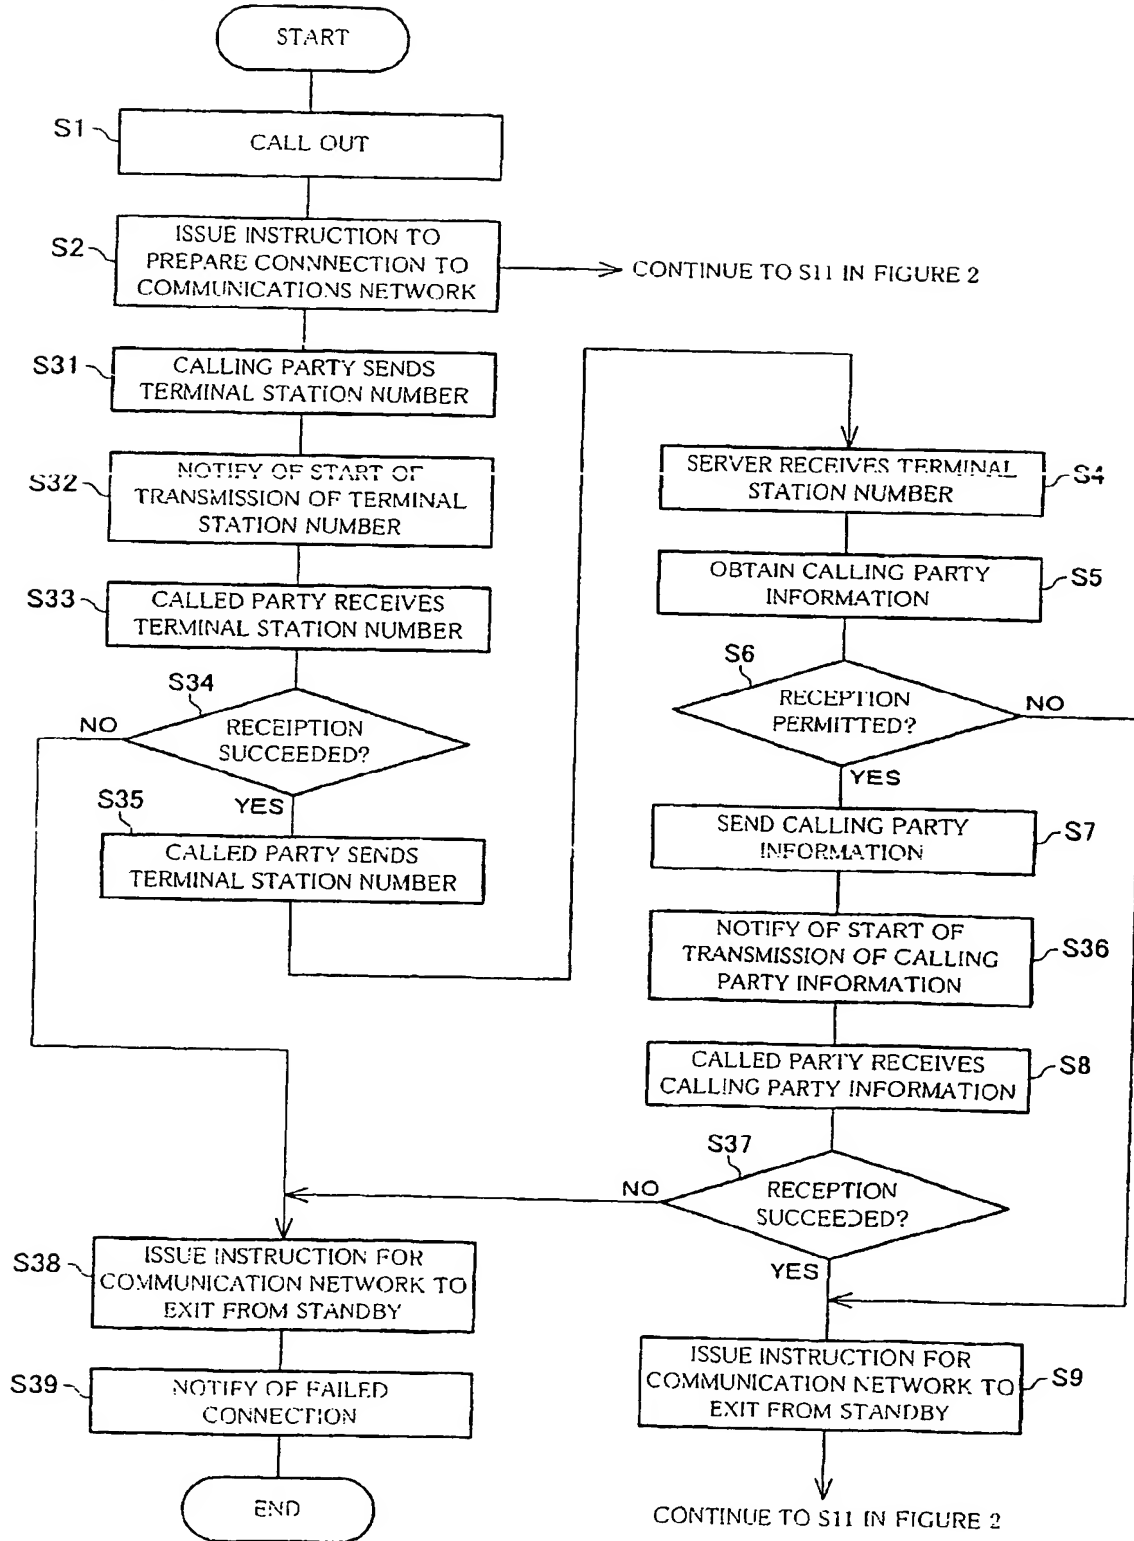 START
S1
CALL OUT
S2
ISSUE INSTRUCTION TO
PREPARE CONNNECTION TO
COMMUNICATIONS NETWORK
CONTINUE TO S11 IN FIGURE 2
S31
CALLING PARTY SENDS
TERMINAL STATION NUMBER
S32
NOTIFY OF START OF
TRANSMISSION OF TERMINAL
STATION NUMBER
S33
CALLED PARTY RECEIVES
TERMINAL STATION NUMBER
S34
NO
RECEIPTION
SUCCEEDED?
YES
S35
CALLED PARTY SENDS
TERMINAL STATION NUMBER
SERVER RECEIVES TERMINAL
STATION NUMBER
S4
OBTAIN CALLING PARTY
INFORMATION
S5
S6
RECEPTION
PERMITTED?
NO
YES
SEND CALLING PARTY
INFORMATION
S7
NOTIFY OF START OF
TRANSMISSION OF CALLING
PARTY INFORMATION
S36
CALLED PARTY RECEIVES
CALLING PARTY INFORMATION
S8
S37
NO
RECEPTION
SUCCEEDED?
YES
S38
ISSUE INSTRUCTION FOR
COMMUNICATION NETWORK TO
EXIT FROM STANDBY
S39
NOTIFY OF FAILED
CONNECTION
END
ISSUE INSTRUCTION FOR
COMMUNICATION NETWORK TO
EXIT FROM STANDBY
S9
CONTINUE TO S11 IN FIGURE 2